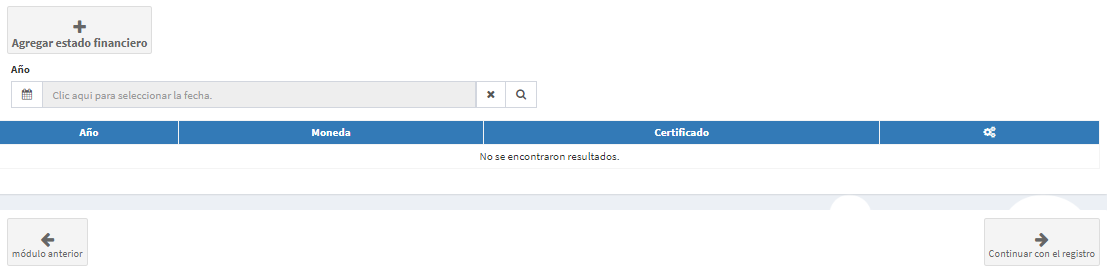 Agregar estado financiero
Año
Clic aqui para seleccionar la fecha.
Año Moneda Certificado
No se encontraron resultados.
módulo anterior
Continuar con el registro